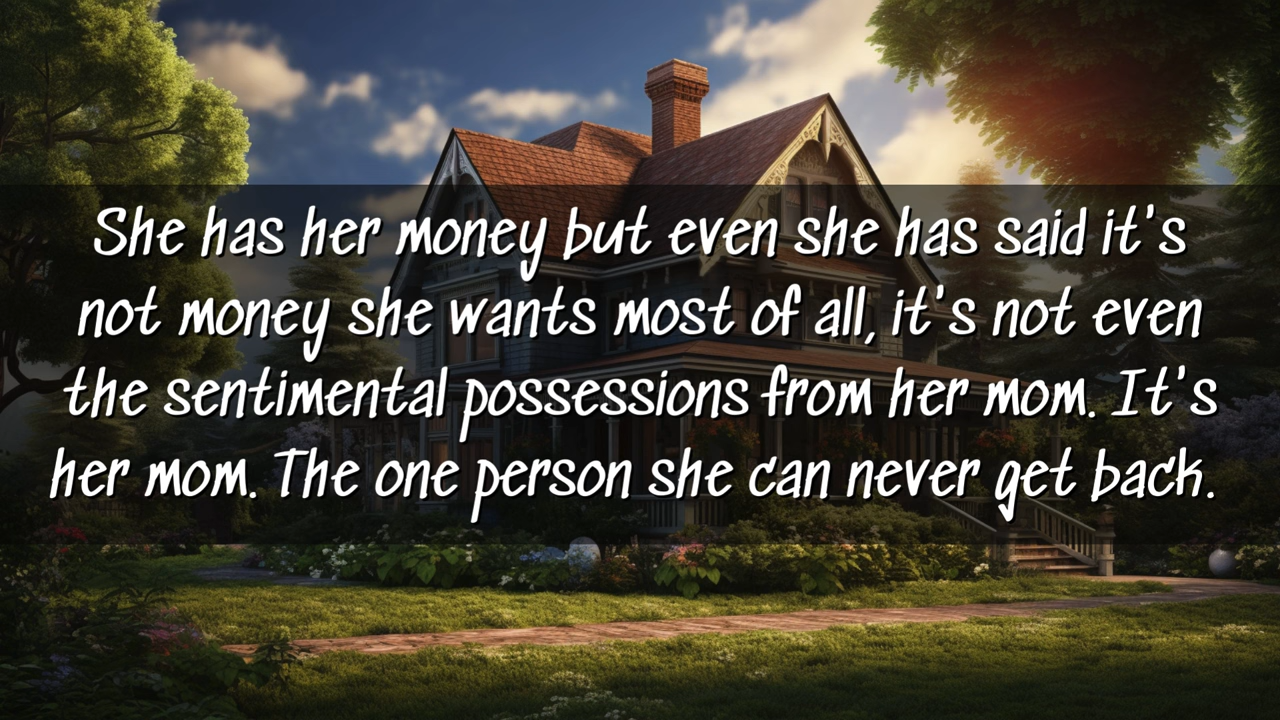 She has her money but even she has said it's
not money she wants most of all, it's not even
the sentimental possessions from her mom. It's
her mom. The one person she can never get back.